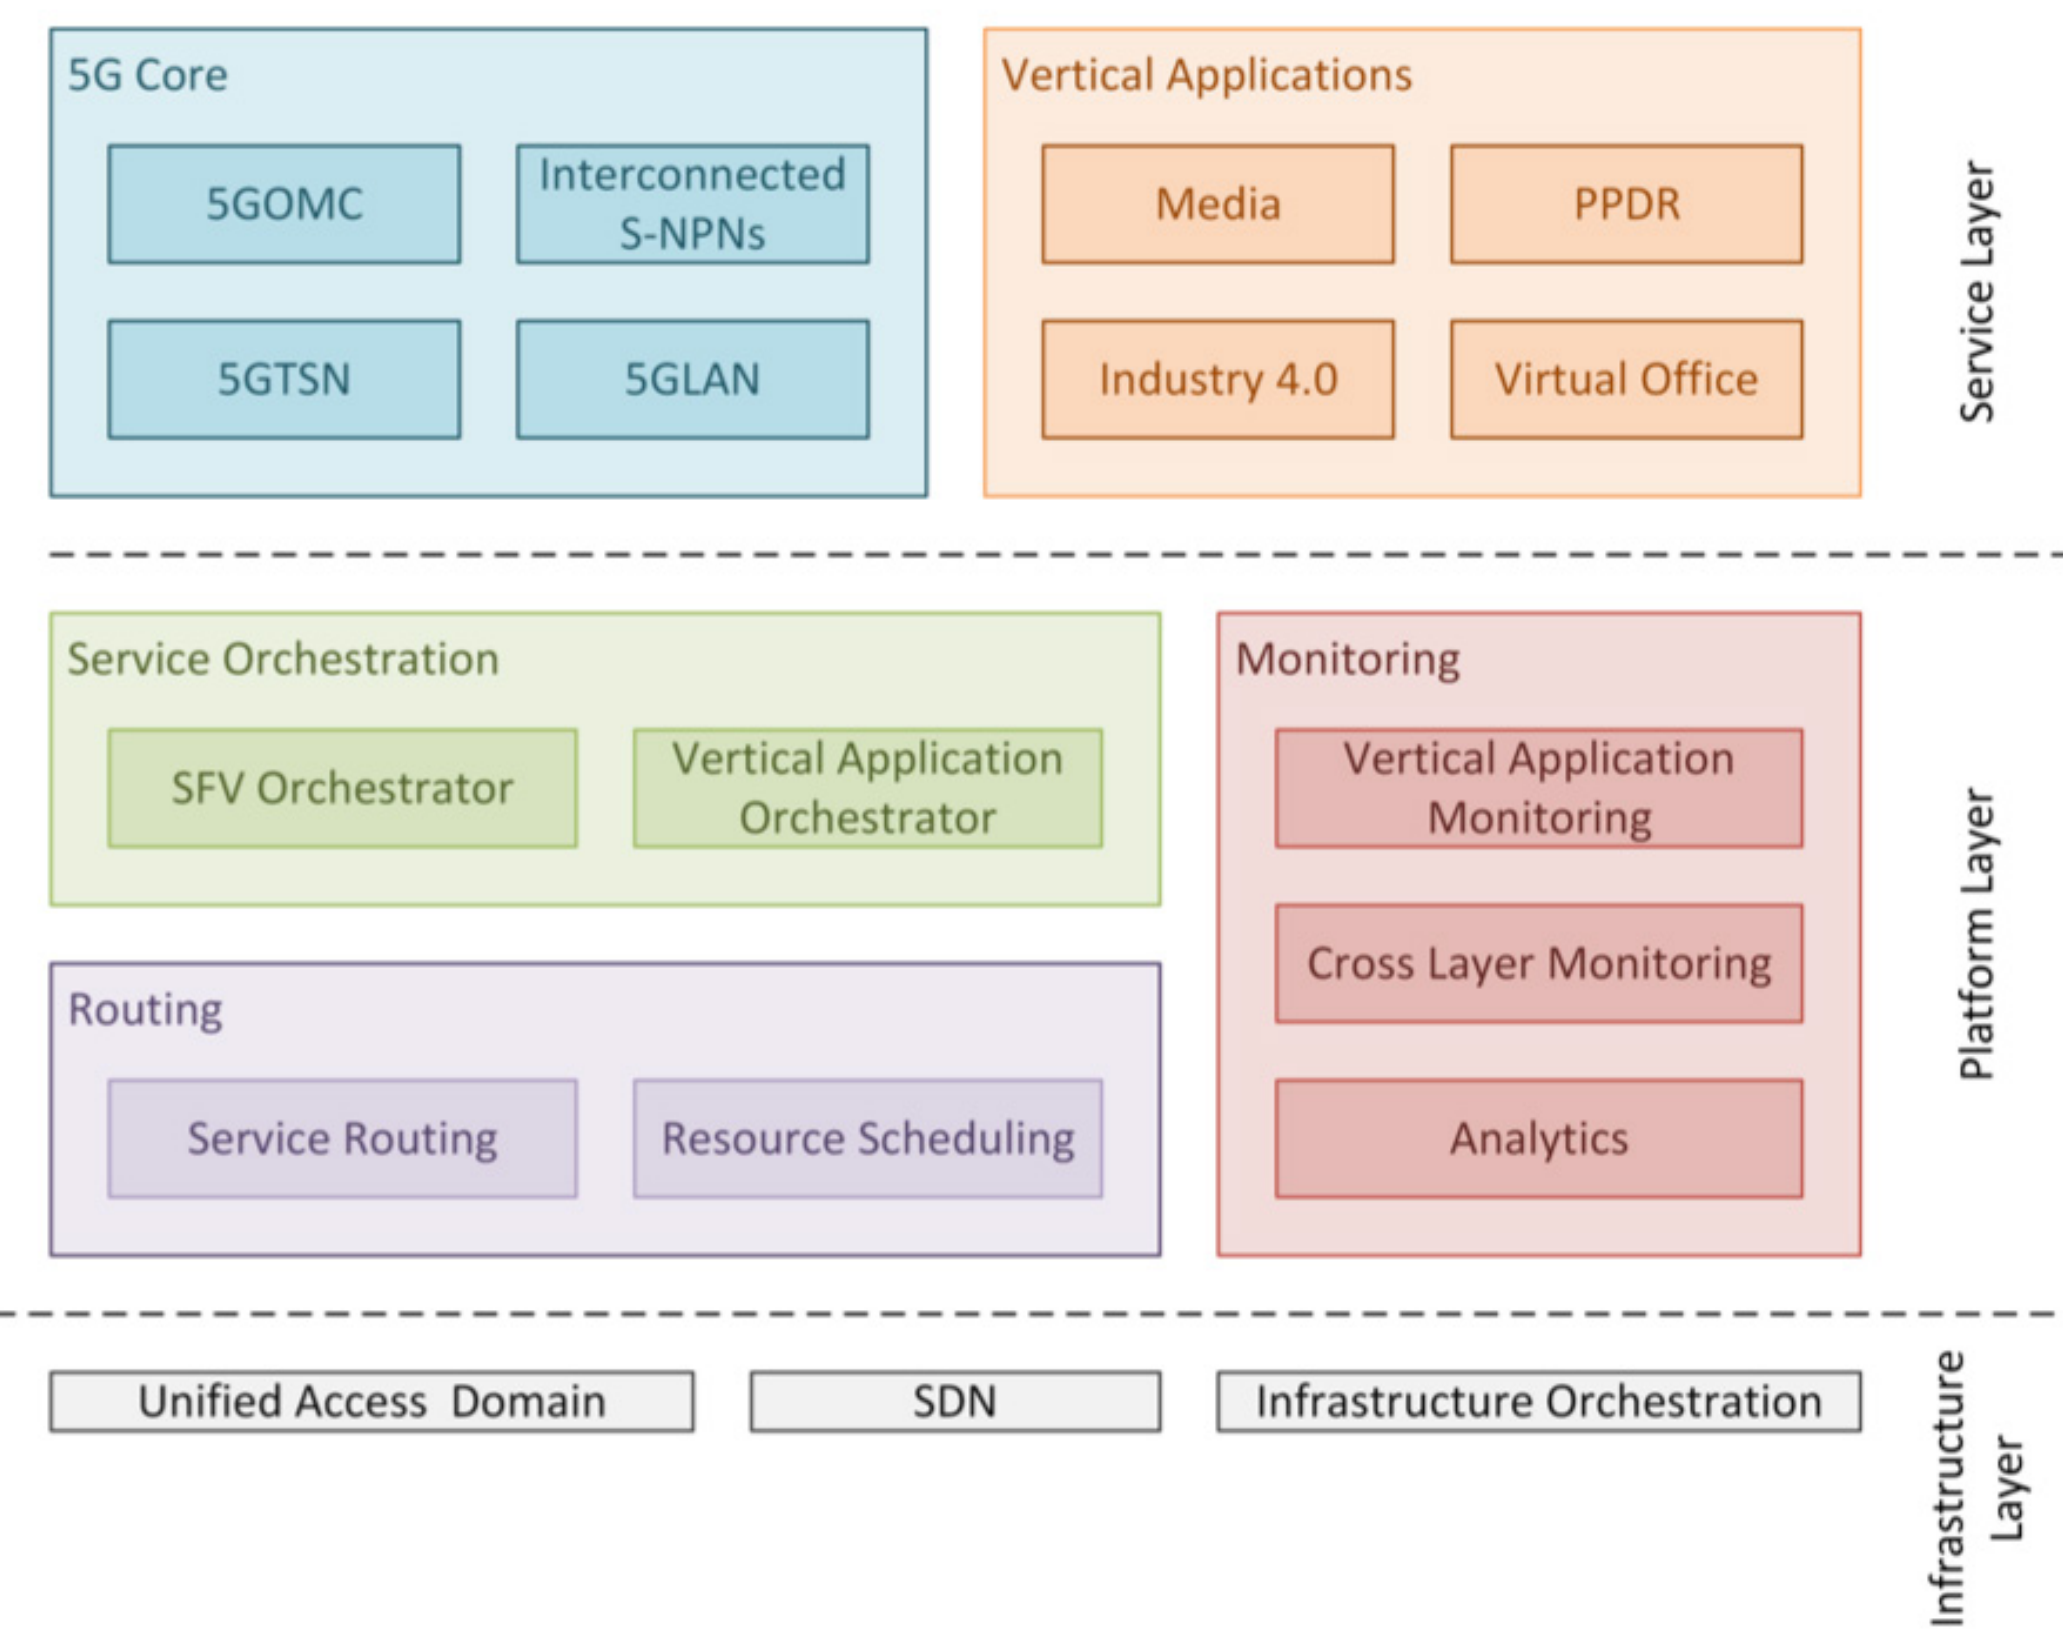 5G Core
5GOMC
Interconnected
S-NPNs
5GTSN
5GLAN
Vertical Applications
Media
PPDR
Industry 4.0
Virtual Office
Service Layer
Service Orchestration
SFV Orchestrator
Vertical Application
Orchestrator
Routing
Service Routing
Resource Scheduling
Monitoring
Vertical Application
Monitoring
Cross Layer Monitoring
Analytics
Platform Layer
Unified Access  Domain
SDN
Infrastructure Orchestration
Infrastructure
Layer